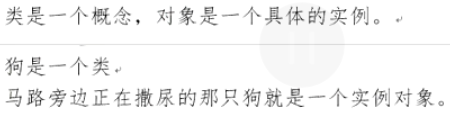 类是一个概念，对象是一个具体的实例。
狗是一个类
马路旁边正在撒尿的那只狗就是一个实例对象。